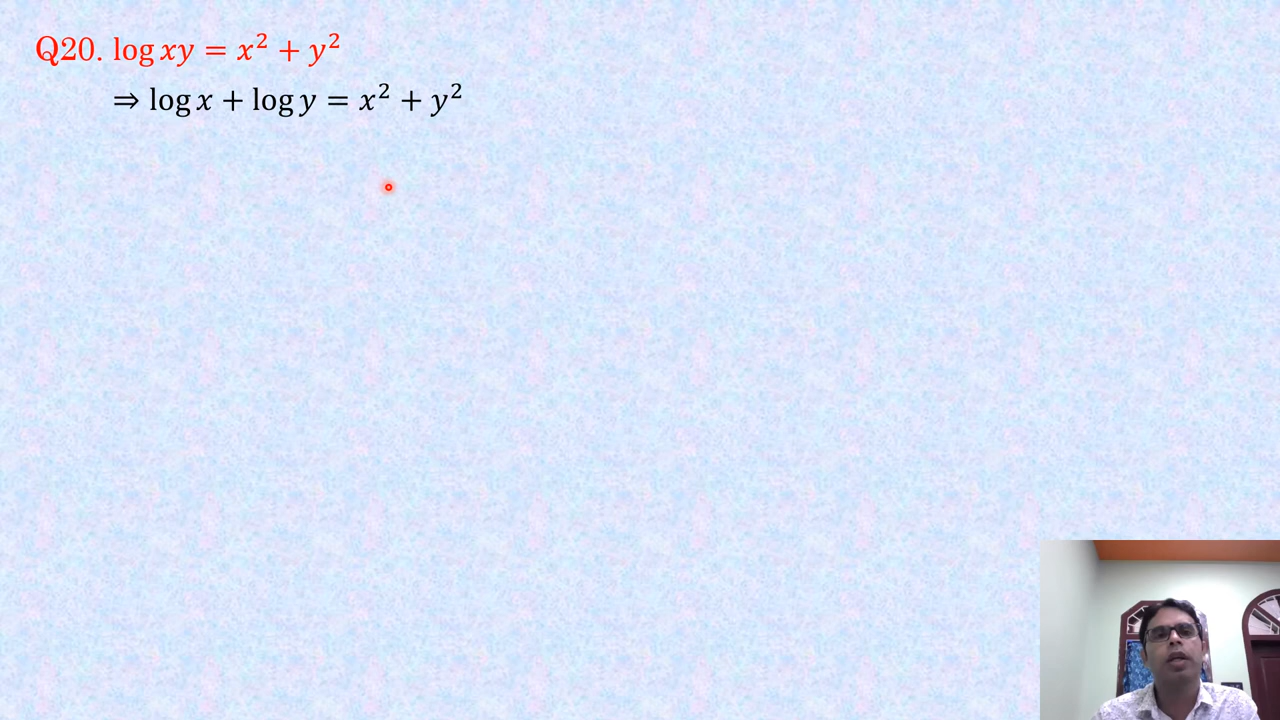 Q20. log xy = x² + y²
⇒ log x + log y = x² + y²